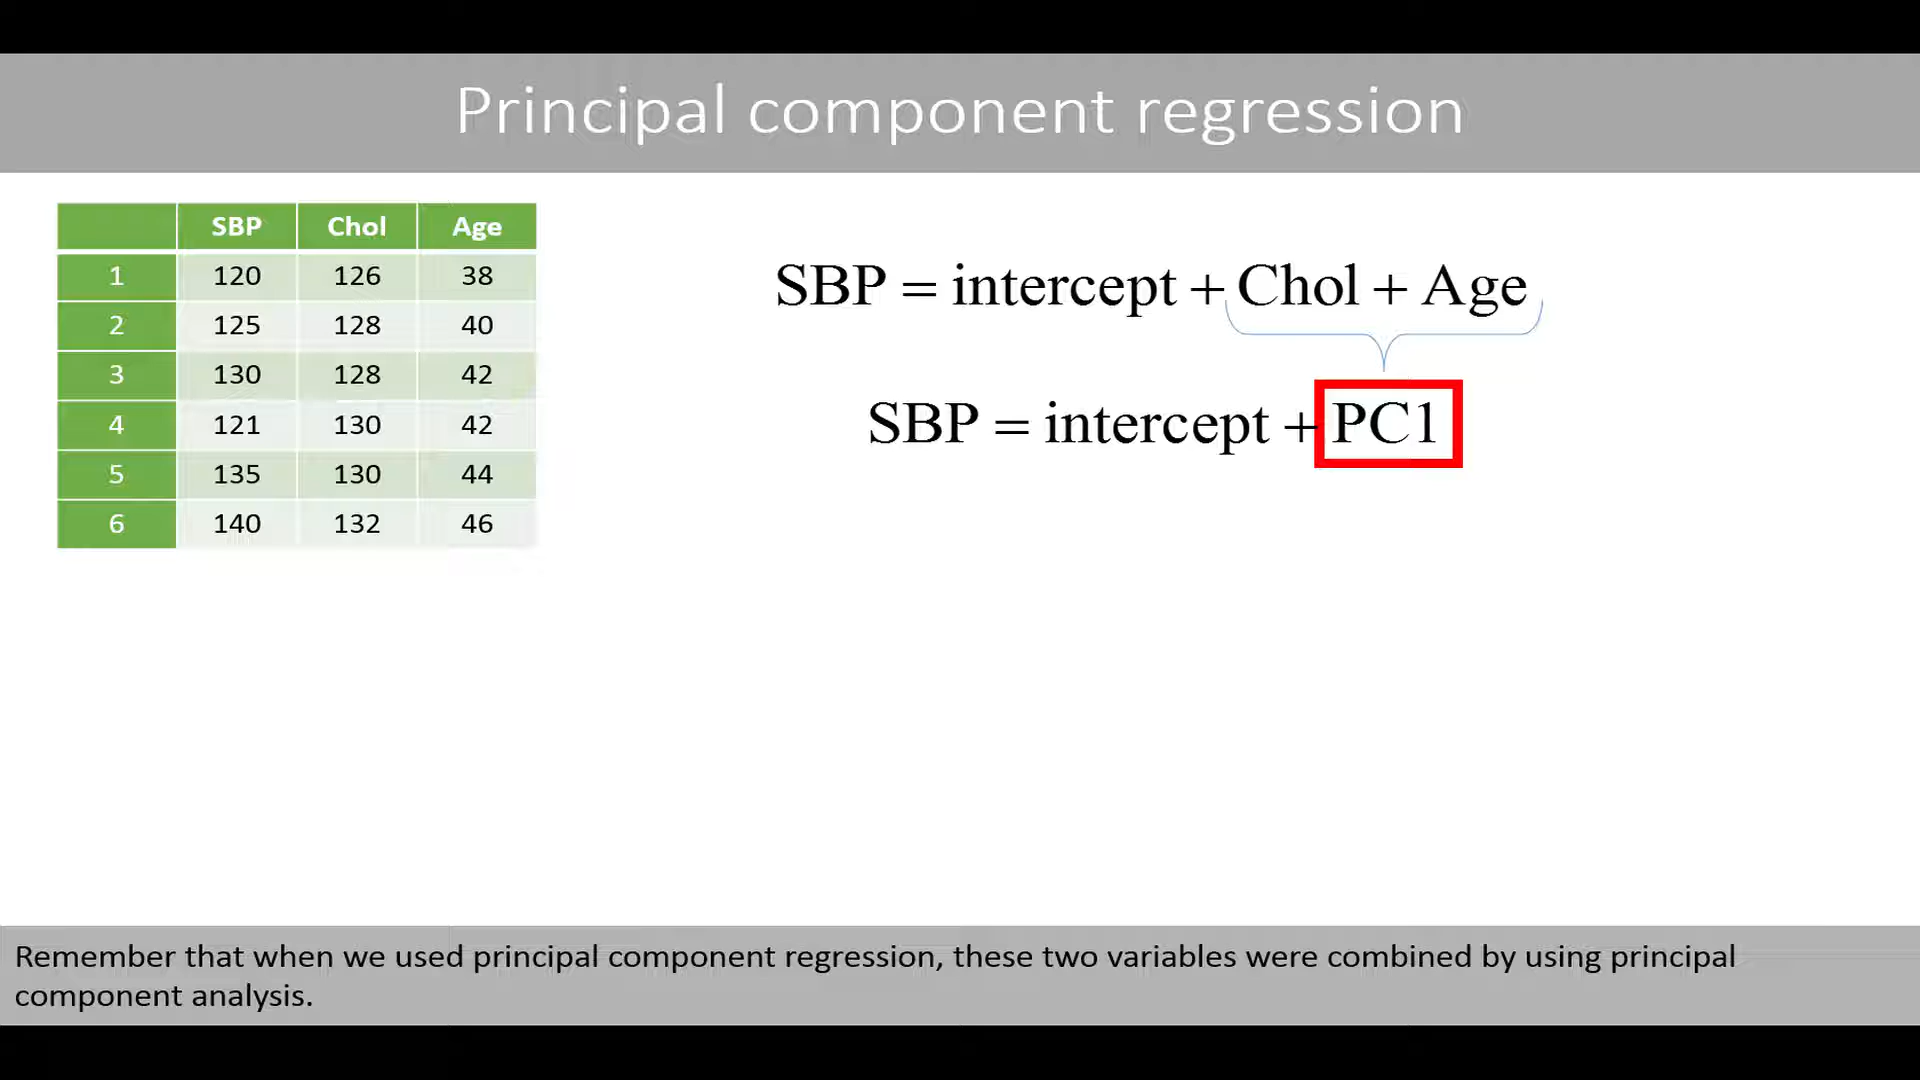 Principal component regression
SBP Chol Age
1 120 126 38
2 125 128 40
3 130 128 42
4 121 130 42
5 135 130 44
6 140 132 46
SBP = intercept + Chol + Age
SBP = intercept + PC1
Remember that when we used principal component regression, these two variables were combined by using principal
component analysis.